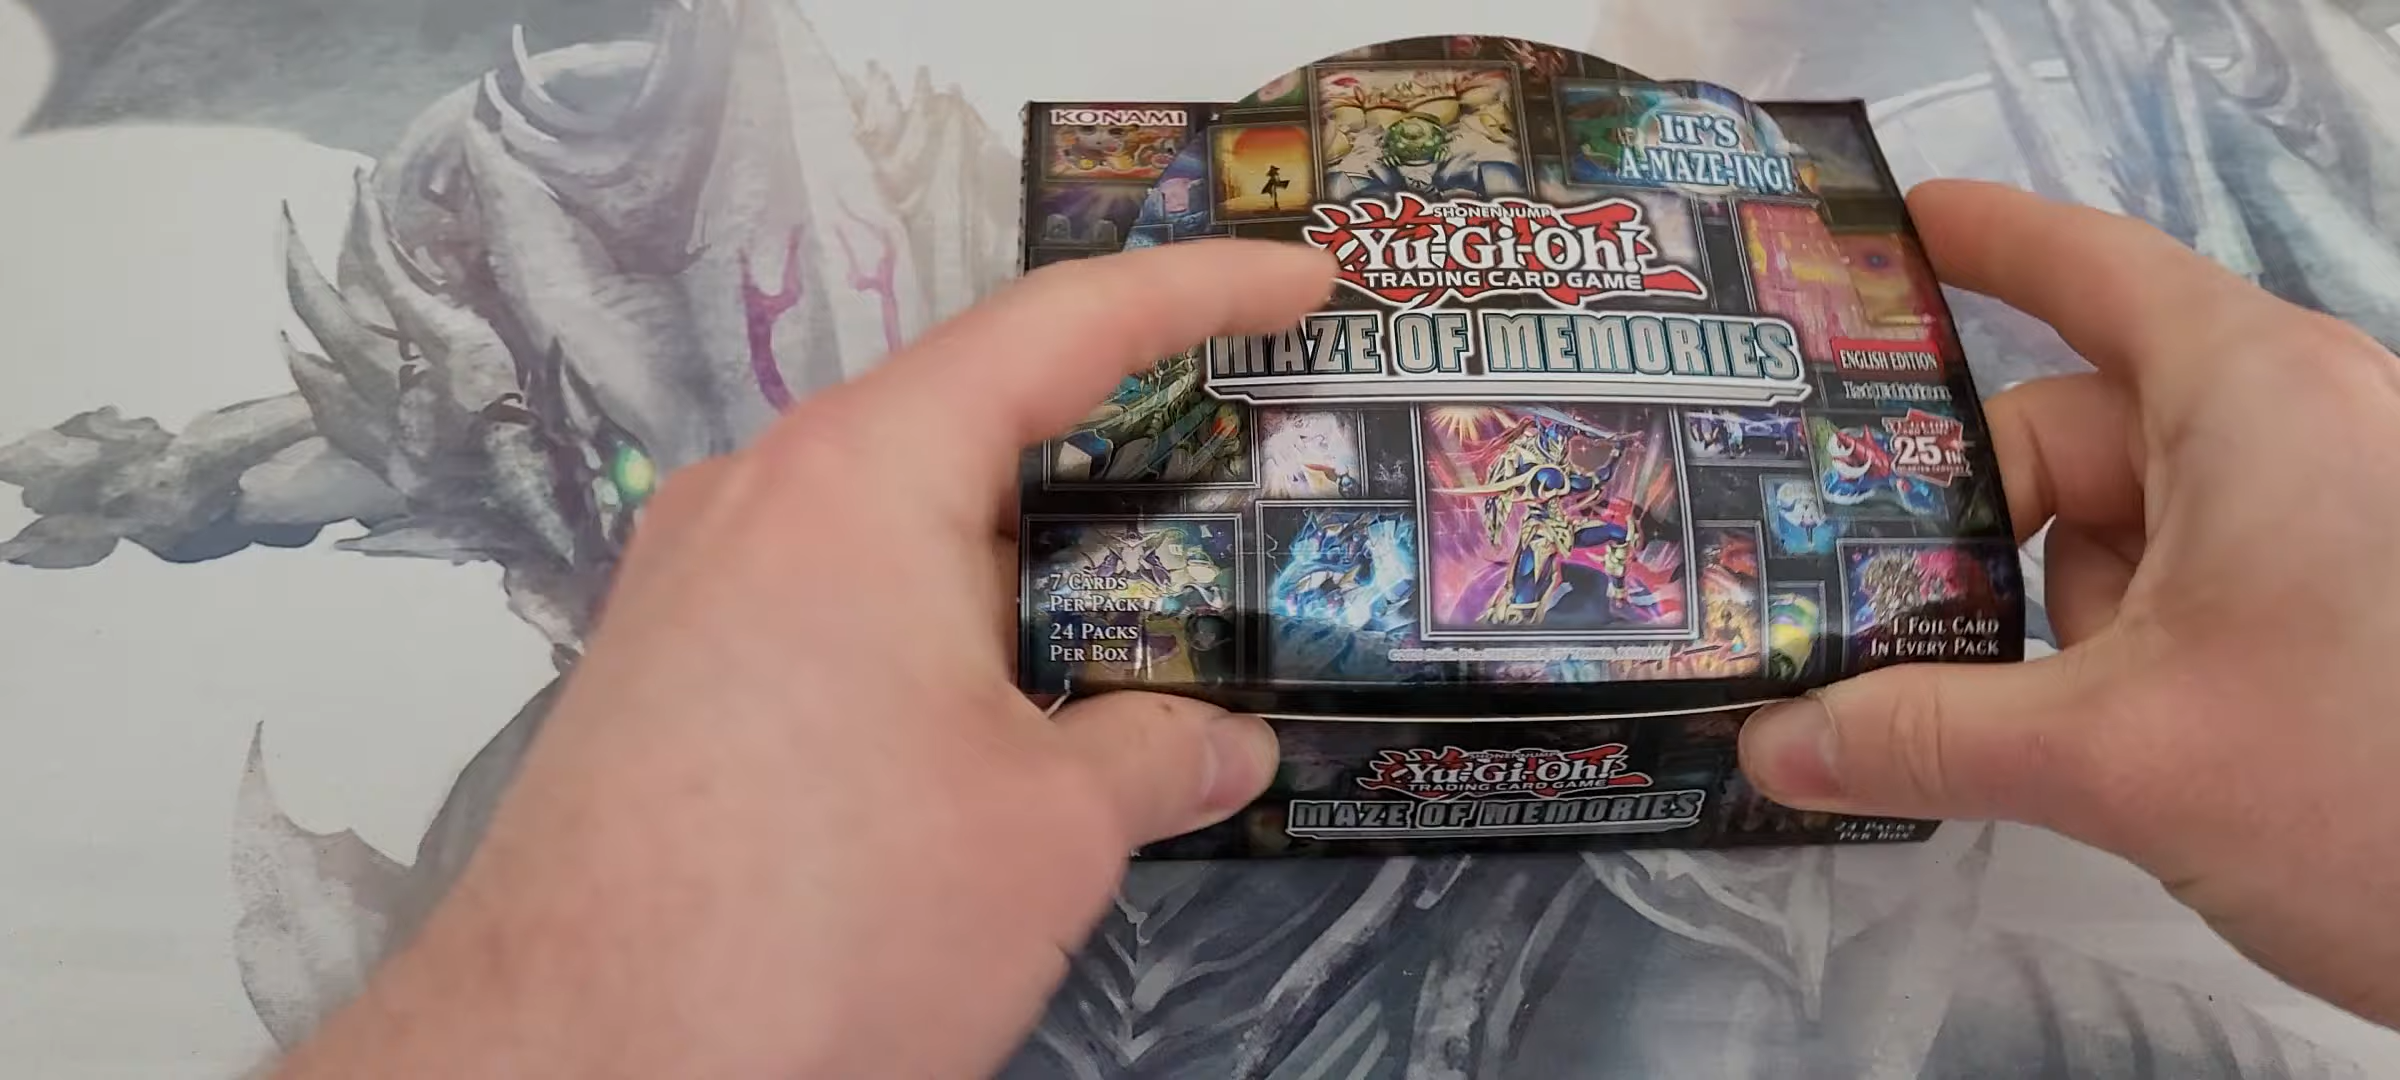 KONAMI
IT'S
A-MAZE-ING!
SHONEN JUMP
Yu-Gi-Oh!
TRADING CARD GAME
MAZE OF MEMORIES
ENGLISH EDITION
25TH
7 CARDS
PER PACK
24 PACKS
PER BOX
1 FOIL CARD
IN EVERY PACK
SHONEN JUMP
Yu-Gi-Oh!
TRADING CARD GAME
MAZE OF MEMORIES
24 PACKS
PER BOX